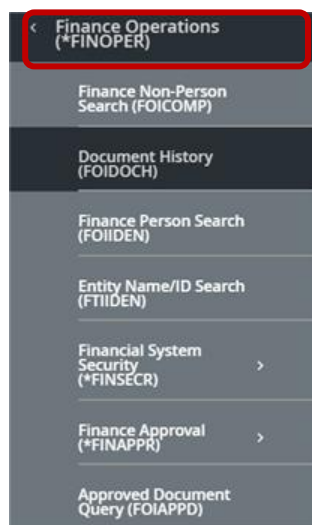 Finance Operations
(*FINOPER)
Finance Non-Person
Search (FOICOMP)
Document History
(FOIDOCH)
Finance Person Search
(FOIIDEN)
Entity Name/ID Search
(FTIIDEN)
Financial System
Security
(*FINSECR)
Finance Approval
(*FINAPPR)
Approved Document
Query (FOIAPPD)